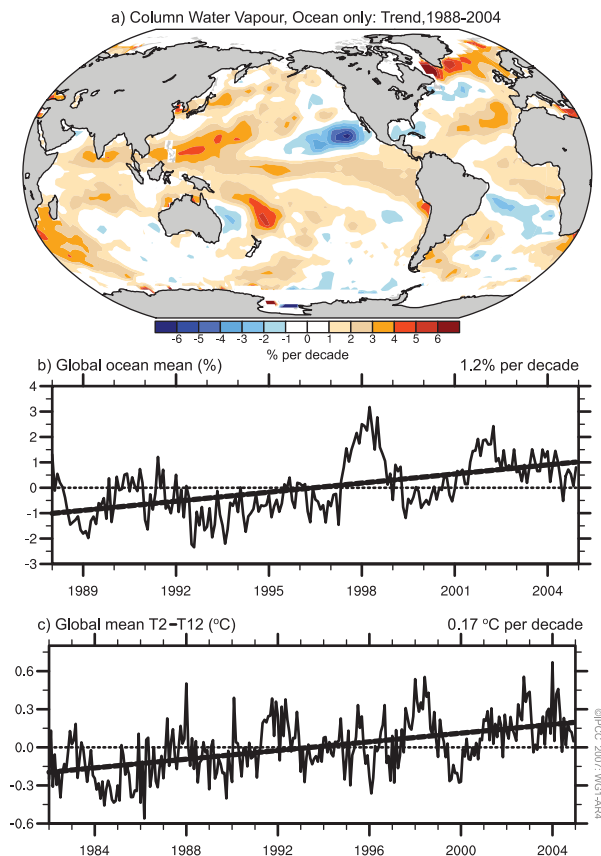 a) Column Water Vapour, Ocean only: Trend,1988-2004
-6 -5 -4 -3 -2 -1 0 1 2 3 4 5 6
% per decade
b) Global ocean mean (%) 1.2% per decade
4
3
2
1
0
-1
-2
-3
1989 1992 1995 1998 2001 2004
c) Global mean T2−T12 (°C) 0.17 °C per decade
0.6
0.3
0.0
-0.3
-0.6
1984 1988 1992 1996 2000 2004
©IPCC 2007: WG1-AR4